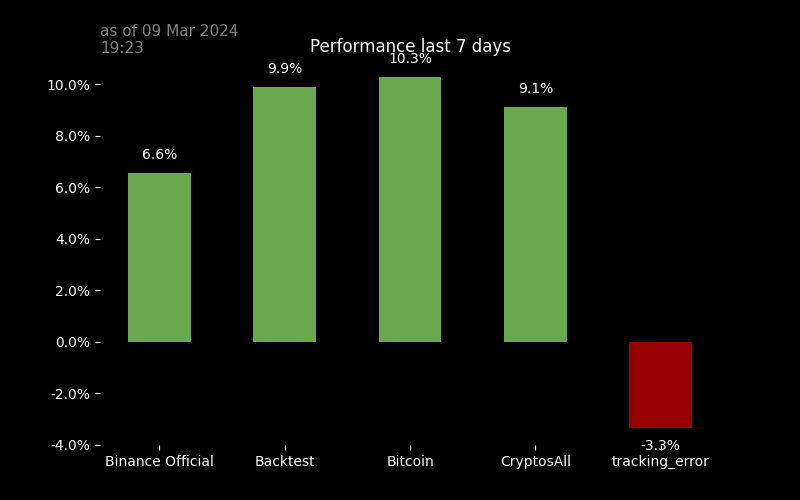 as of 09 Mar 2024
19:23
Performance last 7 days
10.3%
9.9%
9.1%
6.6%
10.0%
8.0%
6.0%
4.0%
2.0%
0.0%
-2.0%
-4.0%
-3.3%
Binance Official
Backtest
Bitcoin
CryptosAll
tracking_error